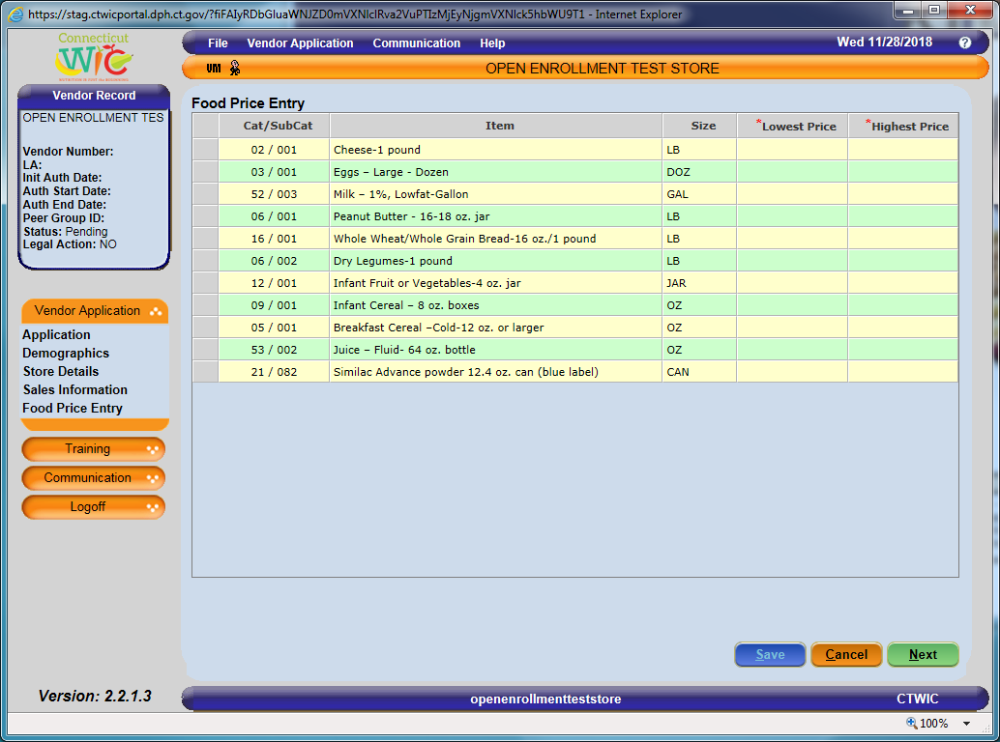 https://stag.ctwicportal.dph.ct.gov/?fiFAIyRDbGluaWNJZD0mVXNlclRva2VuPTIzMjEyNjgmVXNlck5hbWU9T1 - Internet Explorer
Connecticut
WIC
File Vendor Application Communication Help Wed 11/28/2018 ?
VM OPEN ENROLLMENT TEST STORE
Vendor Record
OPEN ENROLLMENT TES
Vendor Number:
LA:
Init Auth Date:
Auth Start Date:
Auth End Date:
Peer Group ID:
Status: Pending
Legal Action: NO
Vendor Application
Application
Demographics
Store Details
Sales Information
Food Price Entry
Training
Communication
Logoff
Version: 2.2.1.3
Food Price Entry
Cat/SubCat Item Size *Lowest Price *Highest Price
02 / 001 Cheese-1 pound LB
03 / 001 Eggs – Large - Dozen DOZ
52 / 003 Milk – 1%, Lowfat-Gallon GAL
06 / 001 Peanut Butter - 16-18 oz. jar LB
16 / 001 Whole Wheat/Whole Grain Bread-16 oz./1 pound LB
06 / 002 Dry Legumes-1 pound LB
12 / 001 Infant Fruit or Vegetables-4 oz. jar JAR
09 / 001 Infant Cereal – 8 oz. boxes OZ
05 / 001 Breakfast Cereal –Cold-12 oz. or larger OZ
53 / 002 Juice – Fluid- 64 oz. bottle OZ
21 / 082 Similac Advance powder 12.4 oz. can (blue label) CAN
Save Cancel Next
openenrollmentteststore CTWIC
100%